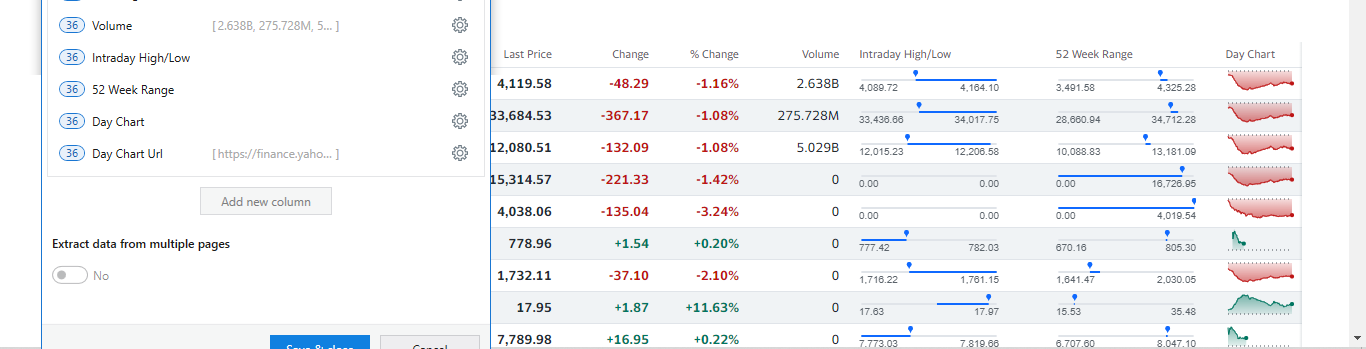 36 Volume [ 2.638B, 275.728M, 5... ]
36 Intraday High/Low
36 52 Week Range
36 Day Chart
36 Day Chart Url [ https://finance.yaho... ]
Add new column
Extract data from multiple pages
No
Save & close Cancel
Last Price Change % Change Volume Intraday High/Low 52 Week Range Day Chart
4,119.58 -48.29 -1.16% 2.638B 4,089.72 4,164.10 3,491.58 4,325.28
33,684.53 -367.17 -1.08% 275.728M 33,436.66 34,017.75 28,660.94 34,712.28
12,080.51 -132.09 -1.08% 5.029B 12,015.23 12,206.58 10,088.83 13,181.09
15,314.57 -221.33 -1.42% 0 0.00 0.00 0.00 16,726.95
4,038.06 -135.04 -3.24% 0 0.00 0.00 0.00 4,019.54
778.96 +1.54 +0.20% 0 777.42 782.03 670.16 805.30
1,732.11 -37.10 -2.10% 0 1,716.22 1,761.15 1,641.47 2,030.05
17.95 +1.87 +11.63% 0 17.63 17.97 15.53 35.48
7,789.98 +16.95 +0.22% 0 7,773.03 7,819.66 6,707.60 8,047.10